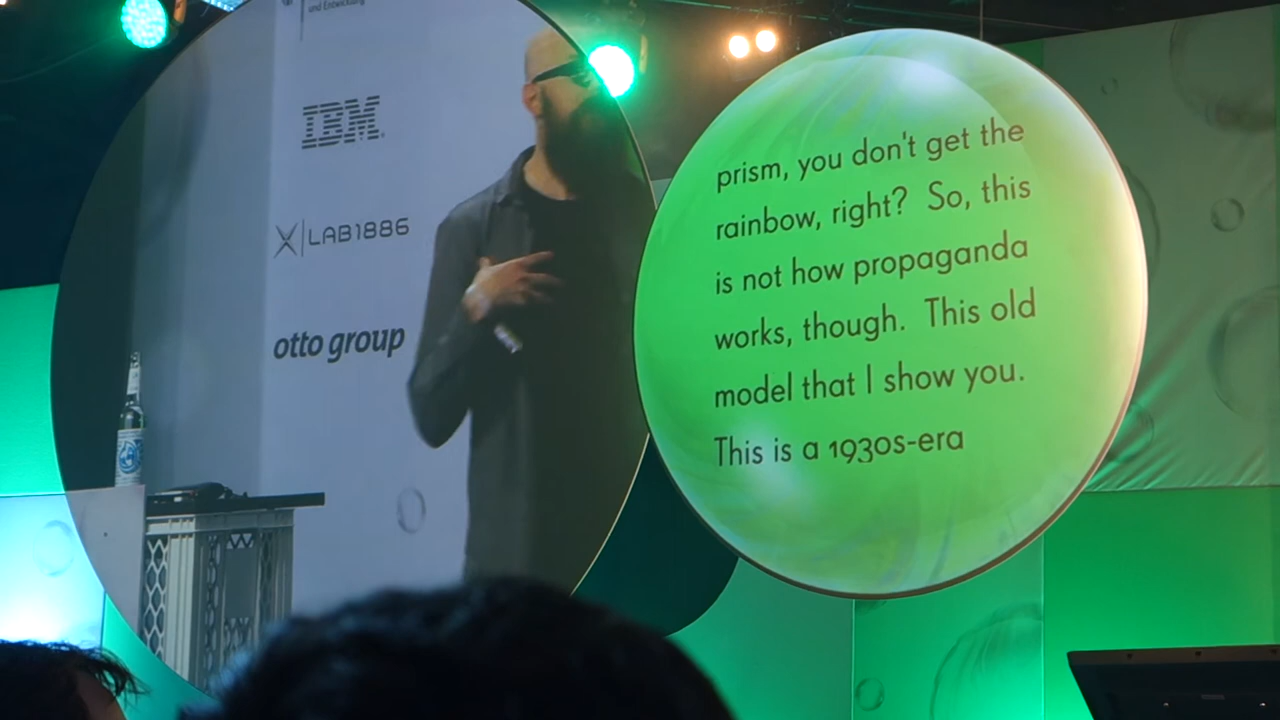 und Entwicklung
IBM
LAB1886
otto group
prism, you don't get the
rainbow, right? So, this
is not how propaganda
works, though. This old
model that I show you.
This is a 1930s-era